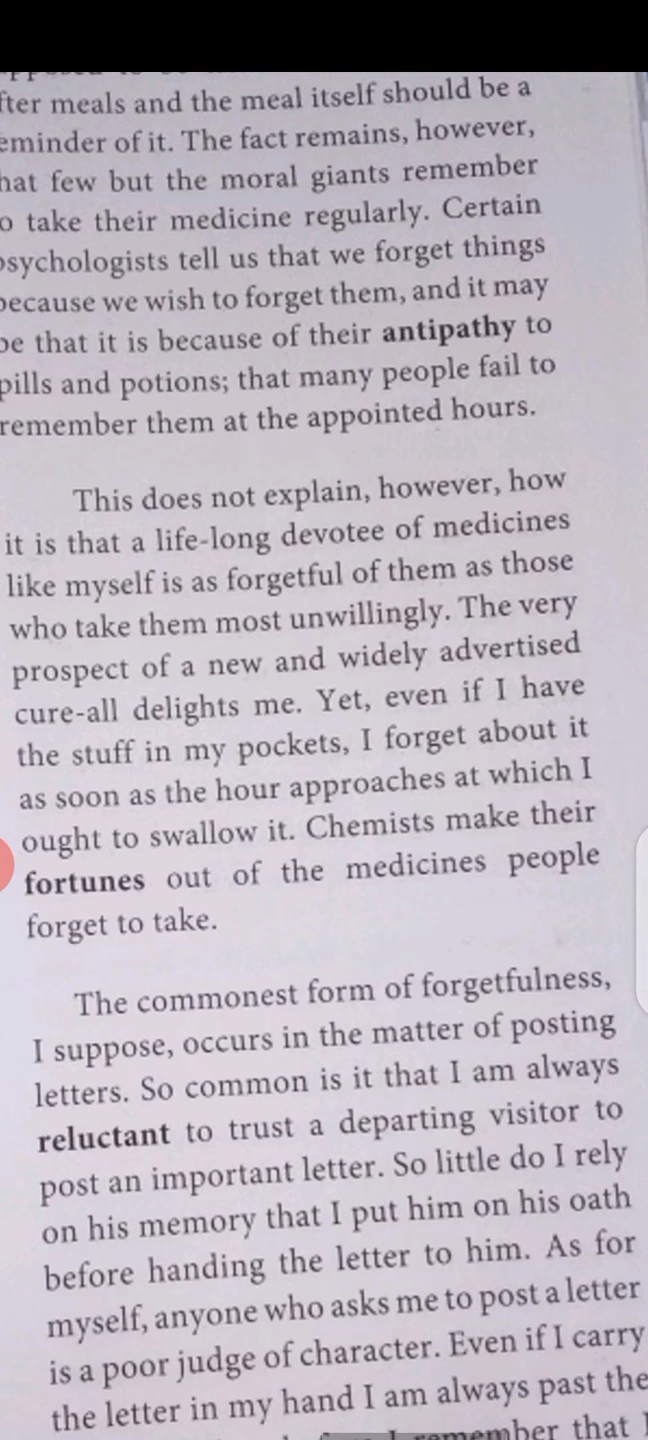 fter meals and the meal itself should be a
eminder of it. The fact remains, however,
hat few but the moral giants remember
o take their medicine regularly. Certain
psychologists tell us that we forget things
because we wish to forget them, and it may
be that it is because of their antipathy to
pills and potions; that many people fail to
remember them at the appointed hours.
This does not explain, however, how
it is that a life-long devotee of medicines
like myself is as forgetful of them as those
who take them most unwillingly. The very
prospect of a new and widely advertised
cure-all delights me. Yet, even if I have
the stuff in my pockets, I forget about it
as soon as the hour approaches at which I
ought to swallow it. Chemists make their
fortunes out of the medicines people
forget to take.
The commonest form of forgetfulness,
I suppose, occurs in the matter of posting
letters. So common is it that I am always
reluctant to trust a departing visitor to
post an important letter. So little do I rely
on his memory that I put him on his oath
before handing the letter to him. As for
myself, anyone who asks me to post a letter
is a poor judge of character. Even if I carry
the letter in my hand I am always past the
I remember that I